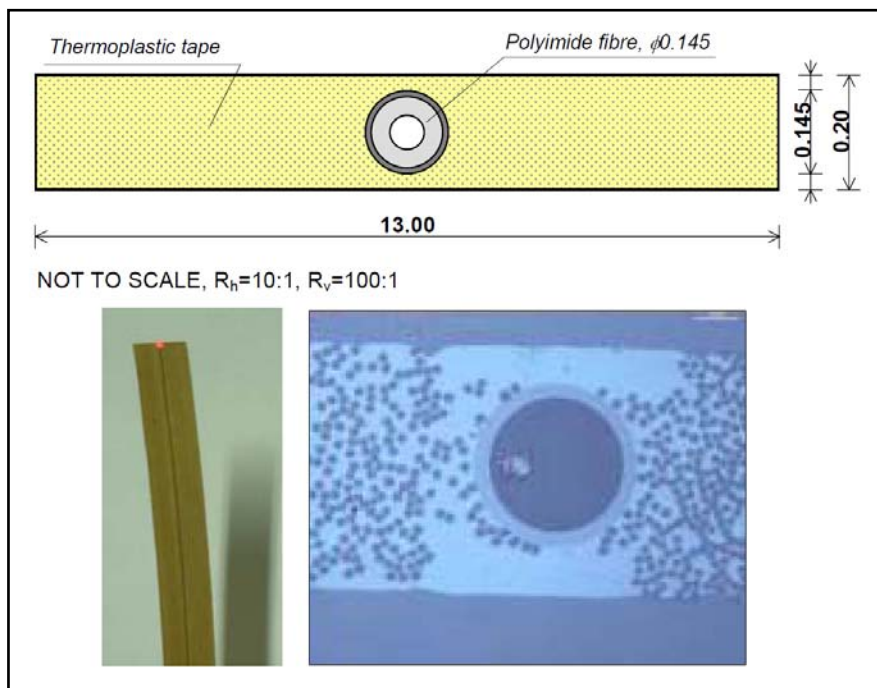 Thermoplastic tape
Polyimide fibre, ϕ0.145
0.145
0.20
13.00
NOT TO SCALE, Rh=10:1, Rv=100:1